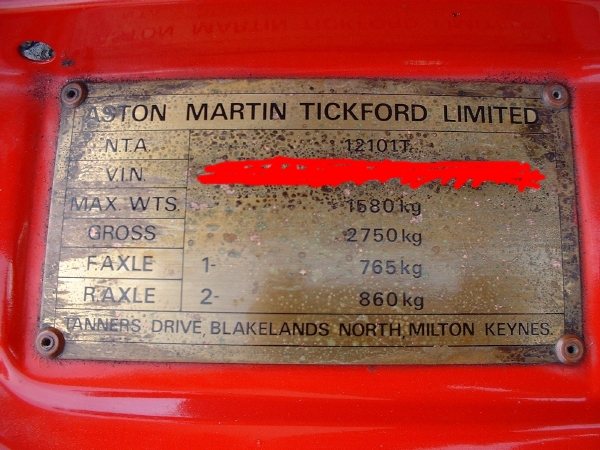 ASTON MARTIN TICKFORD LIMITED
N.T.A. 12101T.
V.I.N.
MAX. WTS. 1580 kg
GROSS 2750 kg
F.AXLE 1- 765 kg
R.AXLE 2- 860 kg
TANNERS DRIVE, BLAKELANDS NORTH, MILTON KEYNES.